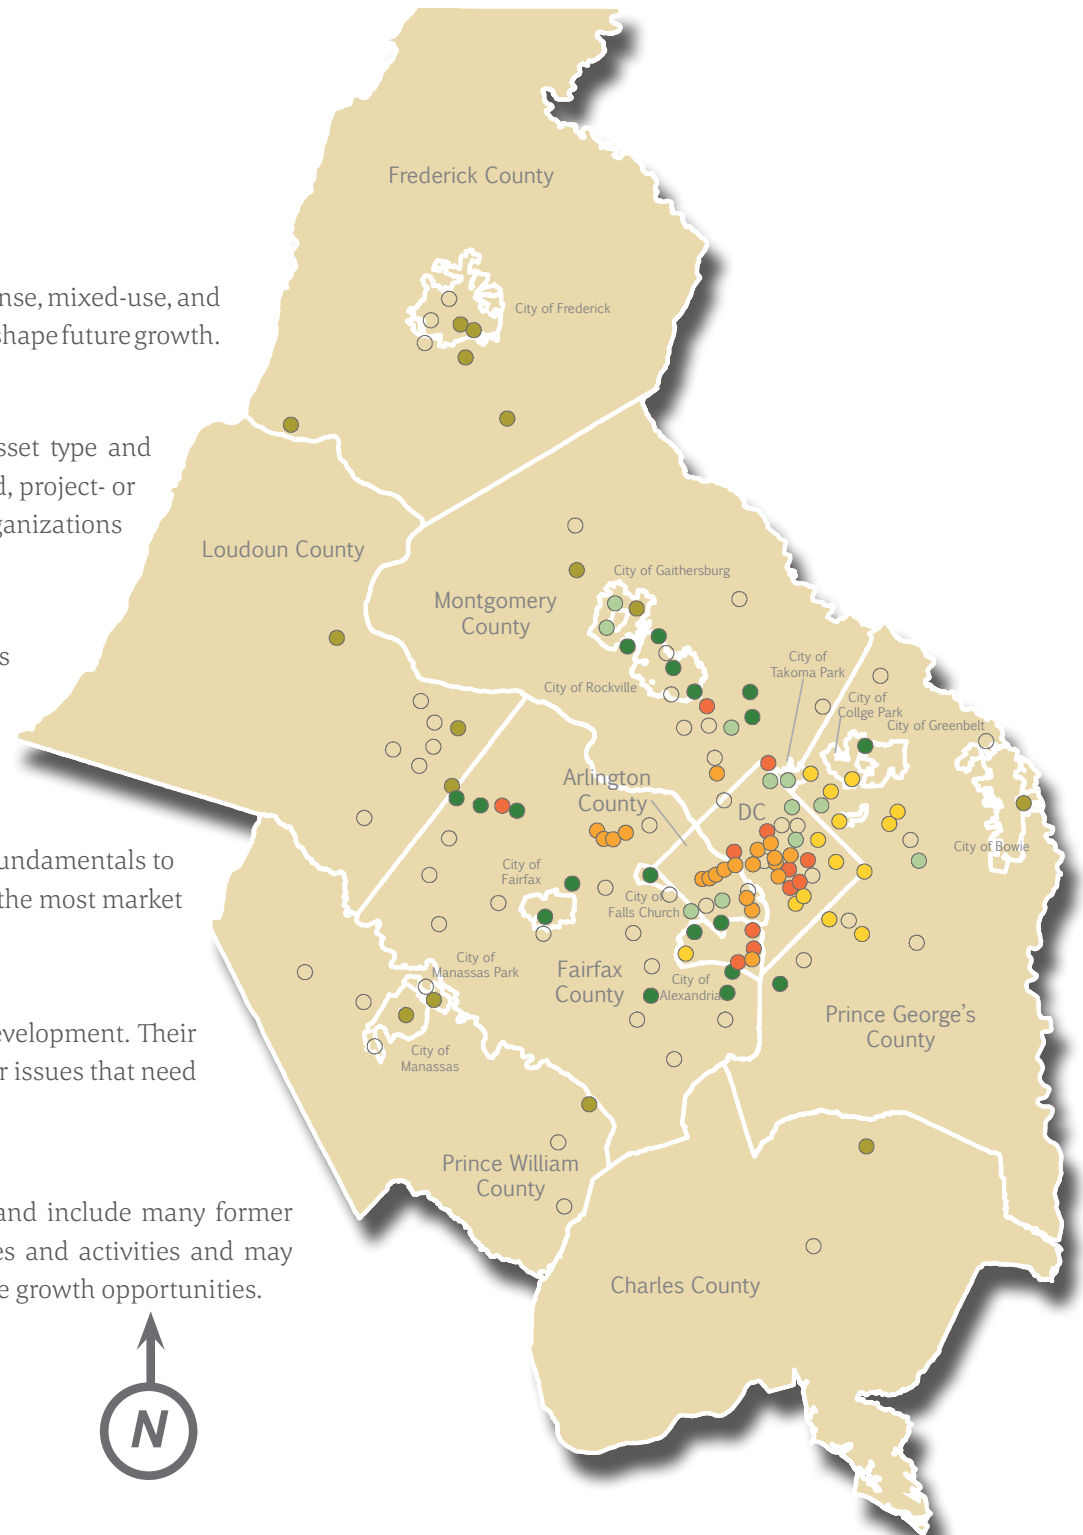 Frederick County
nse, mixed-use, and
City of Frederick
shape future growth.
sset type and
d, project- or
ganizations
Loudoun County
City of Gaithersburg
Montgomery
County
s
City of
Takoma Park
City of Rockville
City of
Collge Park
City of Greenbelt
Arlington
County
DC
City of Bowie
undamentals to
the most market
City of
Fairfax
City of
Falls Church
City of
Manassas Park
Fairfax
County
City of
Alexandria
Prince George's
County
evelopment. Their
r issues that need
City of
Manassas
Prince William
County
and include many former
es and activities and may
e growth opportunities.
Charles County
N